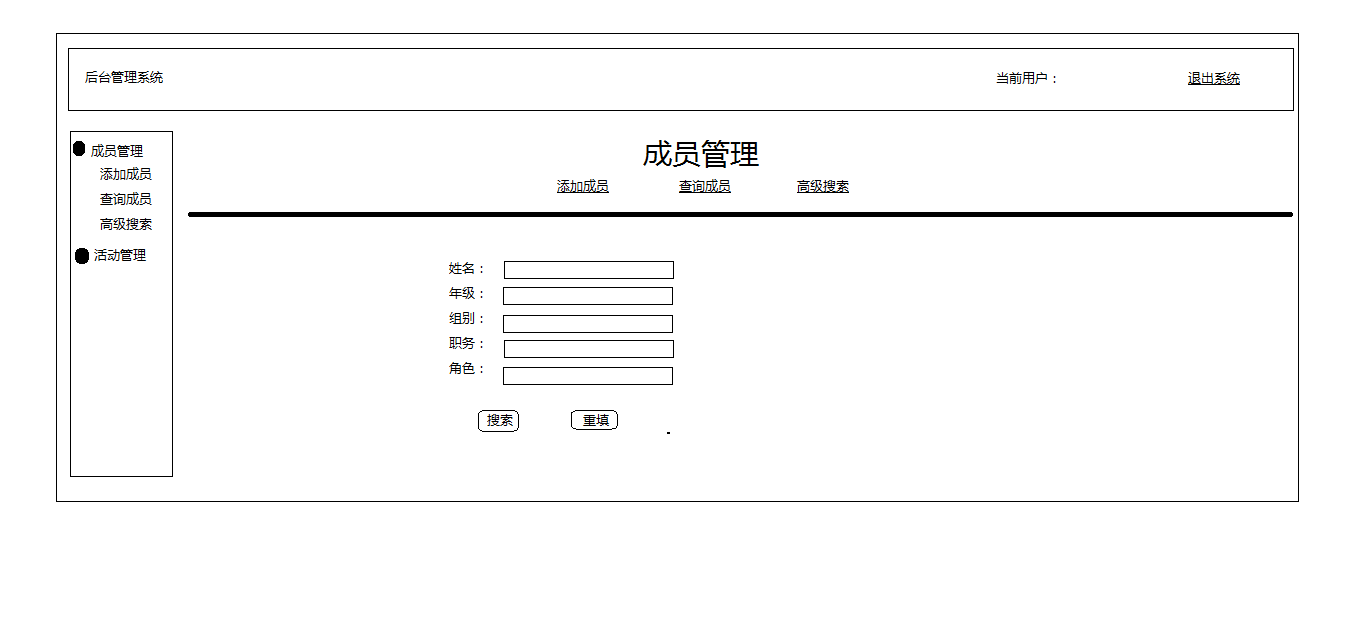 后台管理系统 当前用户： 退出系统
成员管理
添加成员
查询成员
高级搜索
活动管理
成员管理
添加成员 查询成员 高级搜索
姓名：
年级：
组别：
职务：
角色：
搜索 重填